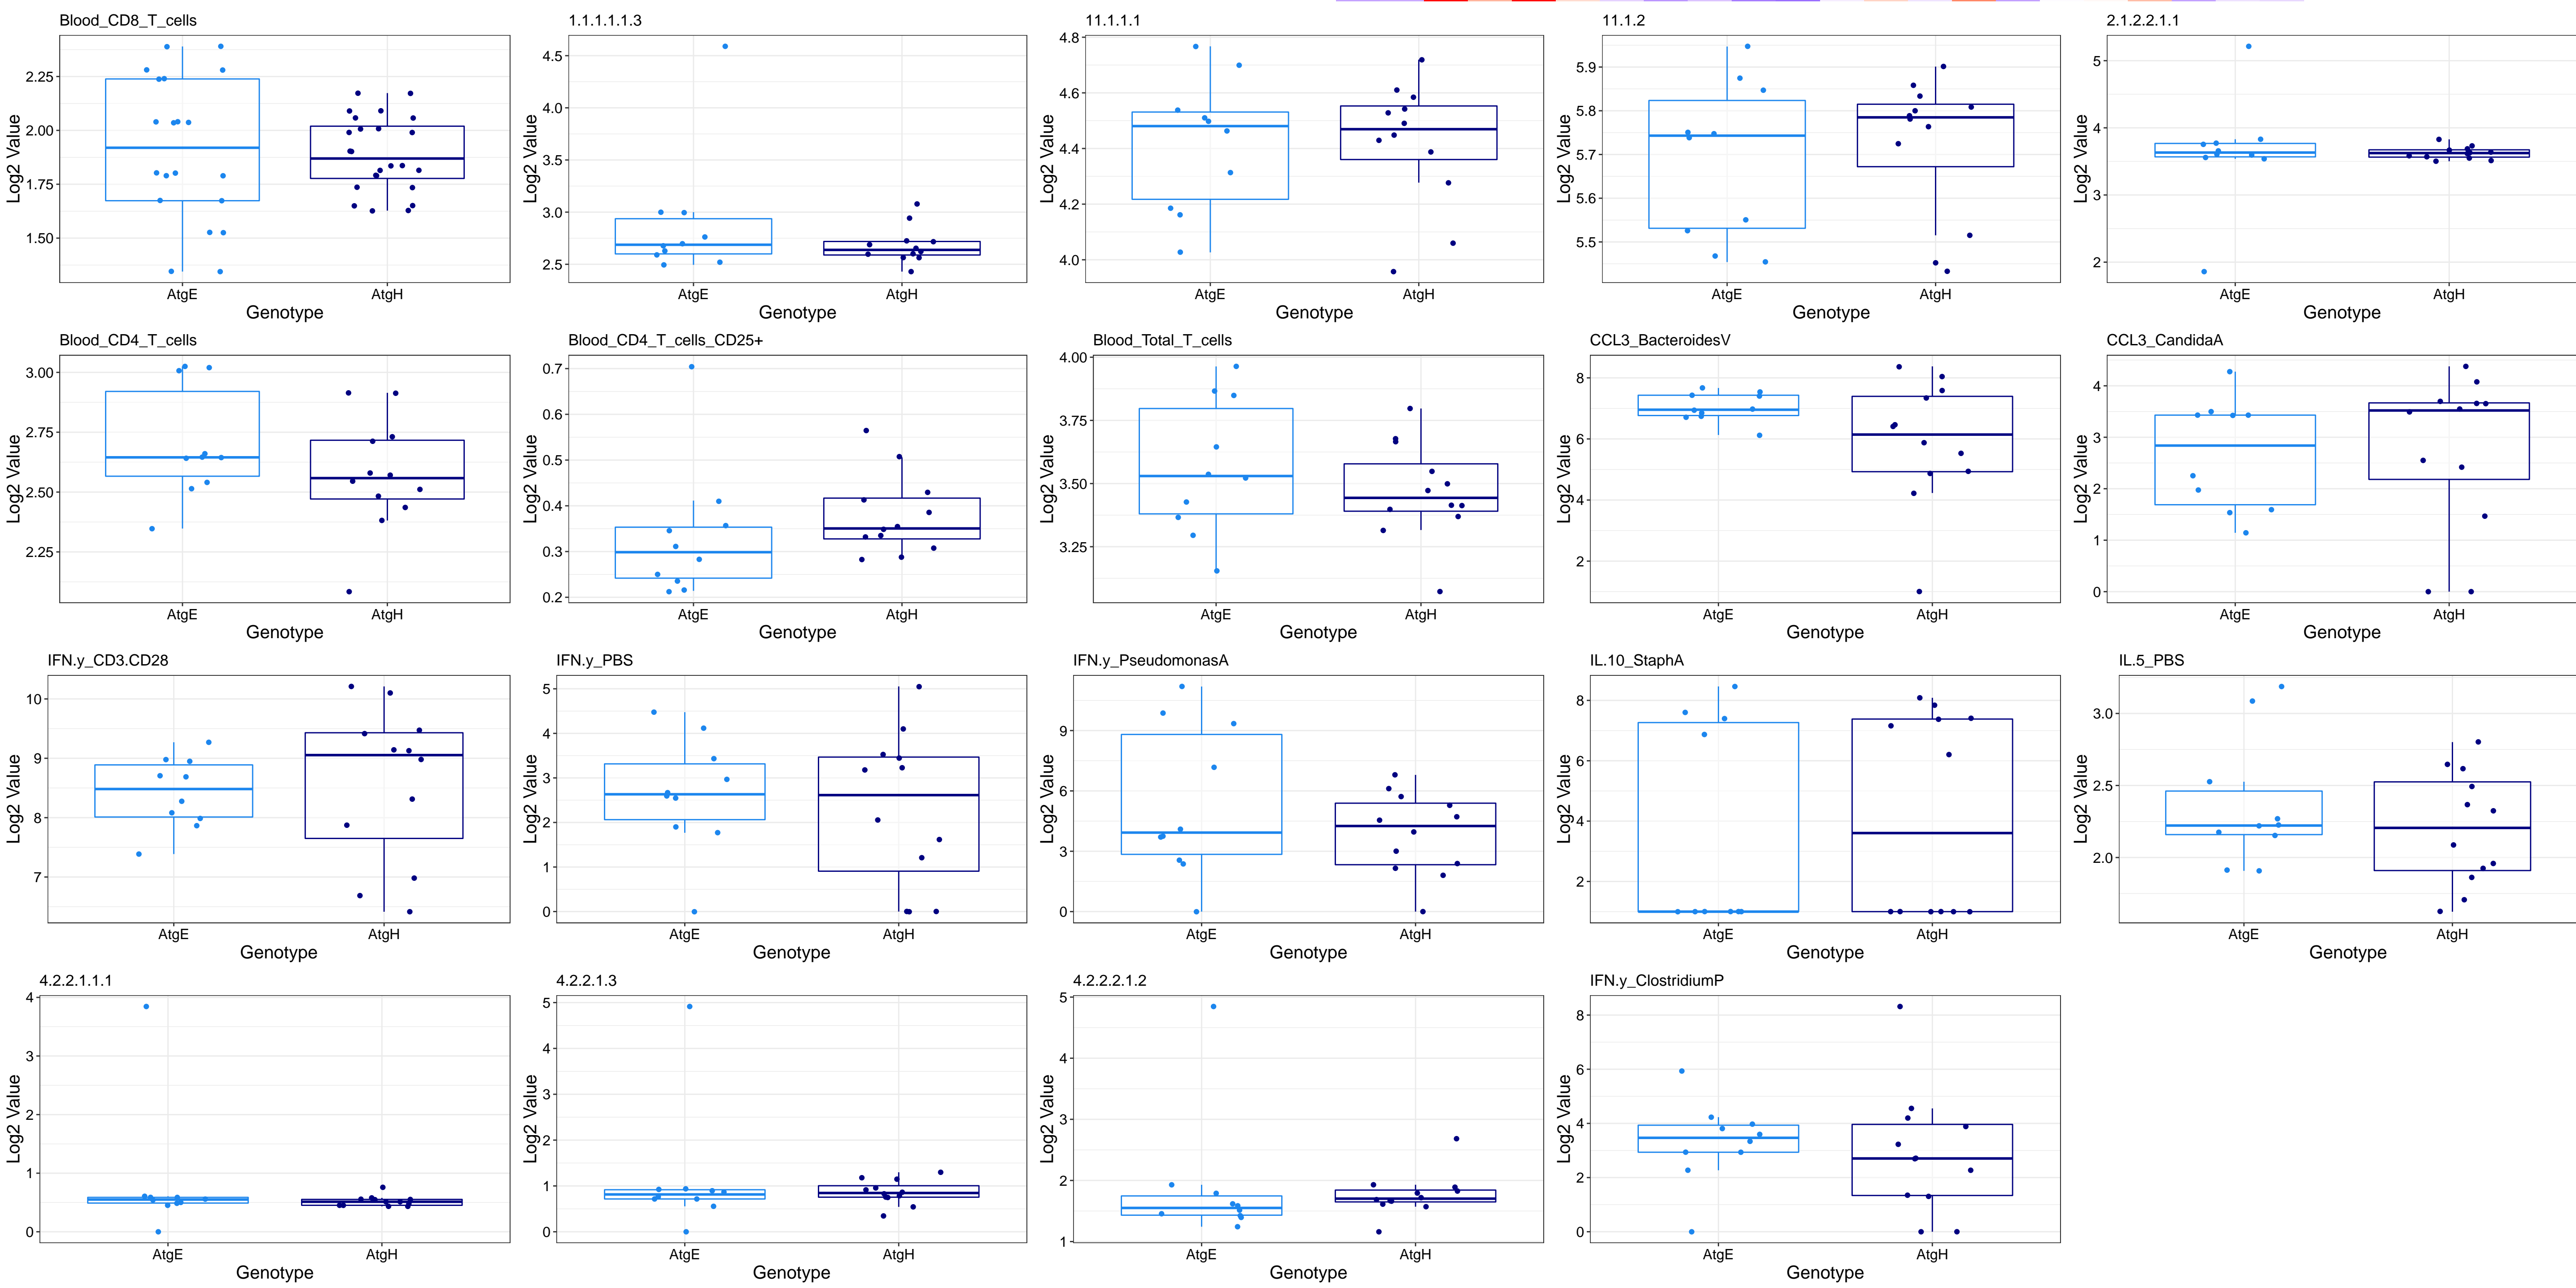 Blood_CD8_T_cells 1.1.1.1.1.3 11.1.1.1.1 11.1.2 2.1.2.2.1.1
Log2 Value
2.25
2.00
1.75
1.50
AtgE AtgH
Genotype
Log2 Value
4.5
4.0
3.5
3.0
2.5
AtgE AtgH
Genotype
Log2 Value
4.8
4.6
4.4
4.2
4.0
AtgE AtgH
Genotype
Log2 Value
5.9
5.8
5.7
5.6
5.5
AtgE AtgH
Genotype
Log2 Value
5
4
3
2
AtgE AtgH
Genotype
Blood_CD4_T_cells Blood_CD4_T_cells_CD25+ Blood_Total_T_cells CCL3_BacteroidesV CCL3_CandidaA
Log2 Value
3.00
2.75
2.50
2.25
AtgE AtgH
Genotype
Log2 Value
0.7
0.6
0.5
0.4
0.3
0.2
AtgE AtgH
Genotype
Log2 Value
4.00
3.75
3.50
3.25
AtgE AtgH
Genotype
Log2 Value
8
6
4
2
AtgE AtgH
Genotype
Log2 Value
4
3
2
1
0
AtgE AtgH
Genotype
IFN.y_CD3.CD28 IFN.y_PBS IFN.y_PseudomonasA IL.10_StaphA IL.5_PBS
Log2 Value
10
9
8
7
AtgE AtgH
Genotype
Log2 Value
5
4
3
2
1
0
AtgE AtgH
Genotype
Log2 Value
9
6
3
0
AtgE AtgH
Genotype
Log2 Value
8
6
4
2
AtgE AtgH
Genotype
Log2 Value
3.0
2.5
2.0
AtgE AtgH
Genotype
4.2.2.1.1.1 4.2.2.1.3 4.2.2.2.1.2 IFN.y_ClostridiumP
Log2 Value
4
3
2
1
0
AtgE AtgH
Genotype
Log2 Value
5
4
3
2
1
0
AtgE AtgH
Genotype
Log2 Value
5
4
3
2
1
AtgE AtgH
Genotype
Log2 Value
8
6
4
2
0
AtgE AtgH
Genotype